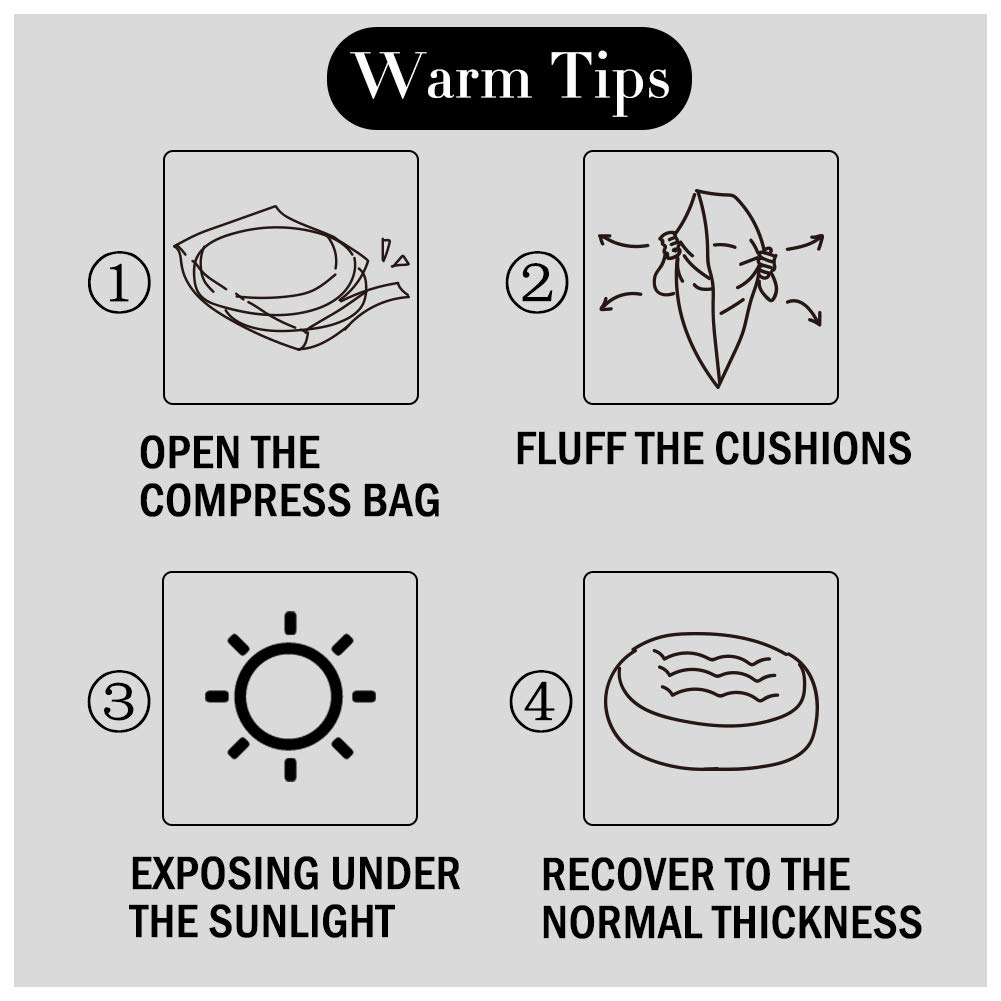 Warm Tips
①
OPEN THE
COMPRESS BAG
②
FLUFF THE CUSHIONS
③
EXPOSING UNDER
THE SUNLIGHT
④
RECOVER TO THE
NORMAL THICKNESS